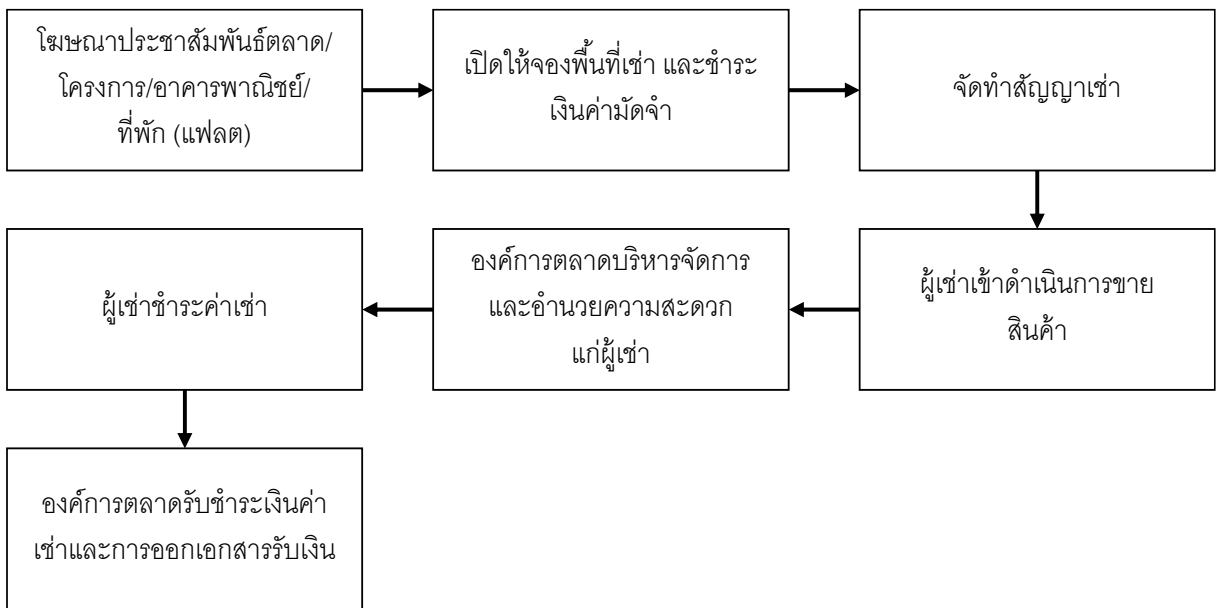 โฆษณาประชาสัมพันธ์ตลาด/
โครงการ/อาคารพาณิชย์/
ที่พัก (แฟลต)
เปิดให้จองพื้นที่เช่า และชำระ
เงินค่ามัดจำ
จัดทำสัญญาเช่า
ผู้เช่าเข้าดำเนินการขาย
สินค้า
องค์การตลาดบริหารจัดการ
และอำนวยความสะดวก
แก่ผู้เช่า
ผู้เช่าชำระค่าเช่า
องค์การตลาดรับชำระเงินค่า
เช่าและการออกเอกสารรับเงิน